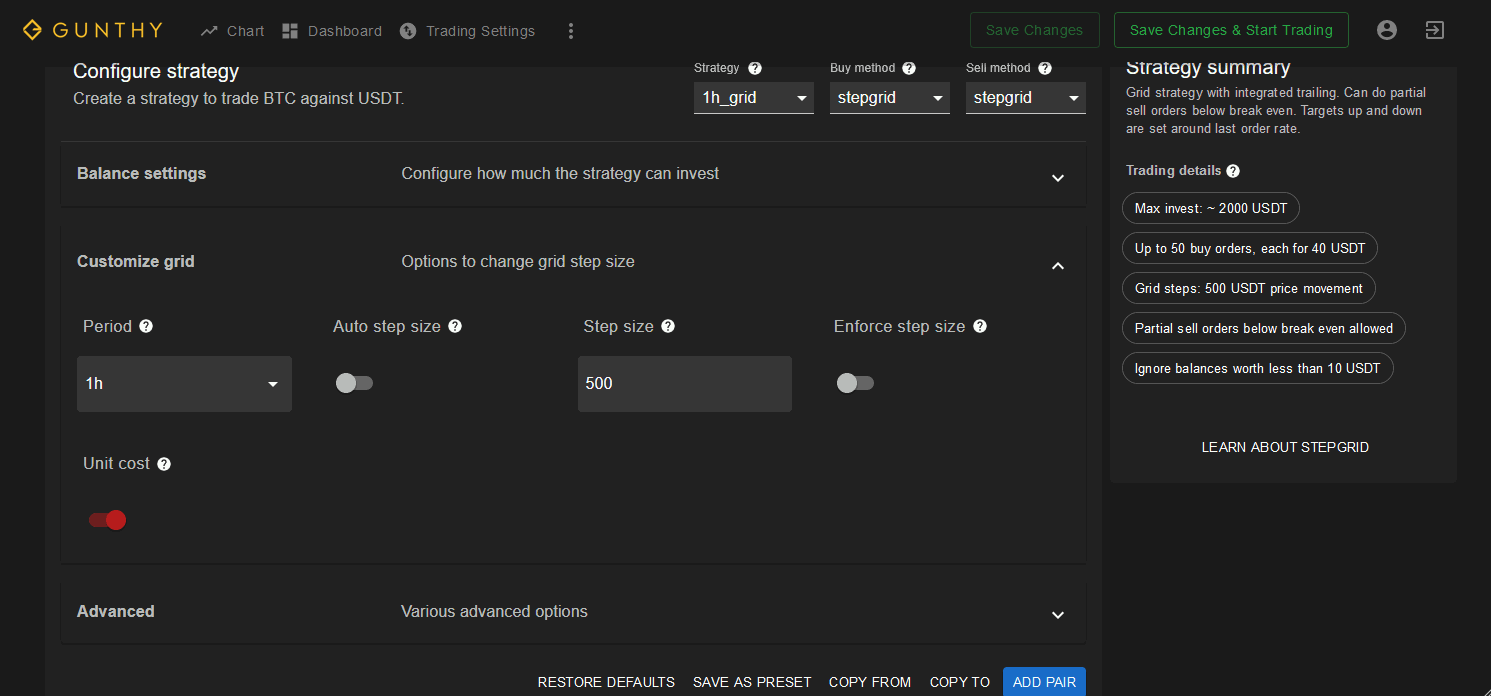 GUNTHY Chart Dashboard Trading Settings Save Changes Save Changes & Start Trading
Configure strategy
Create a strategy to trade BTC against USDT.
Strategy Buy method Sell method
1h_grid stepgrid stepgrid
Balance settings Configure how much the strategy can invest
Customize grid Options to change grid step size
Period Auto step size Step size Enforce step size
1h 500
Unit cost
Advanced Various advanced options
RESTORE DEFAULTS SAVE AS PRESET COPY FROM COPY TO ADD PAIR
Strategy summary
Grid strategy with integrated trailing. Can do partial
sell orders below break even. Targets up and down
are set around last order rate.
Trading details
Max invest: ~ 2000 USDT
Up to 50 buy orders, each for 40 USDT
Grid steps: 500 USDT price movement
Partial sell orders below break even allowed
Ignore balances worth less than 10 USDT
LEARN ABOUT STEPGRID